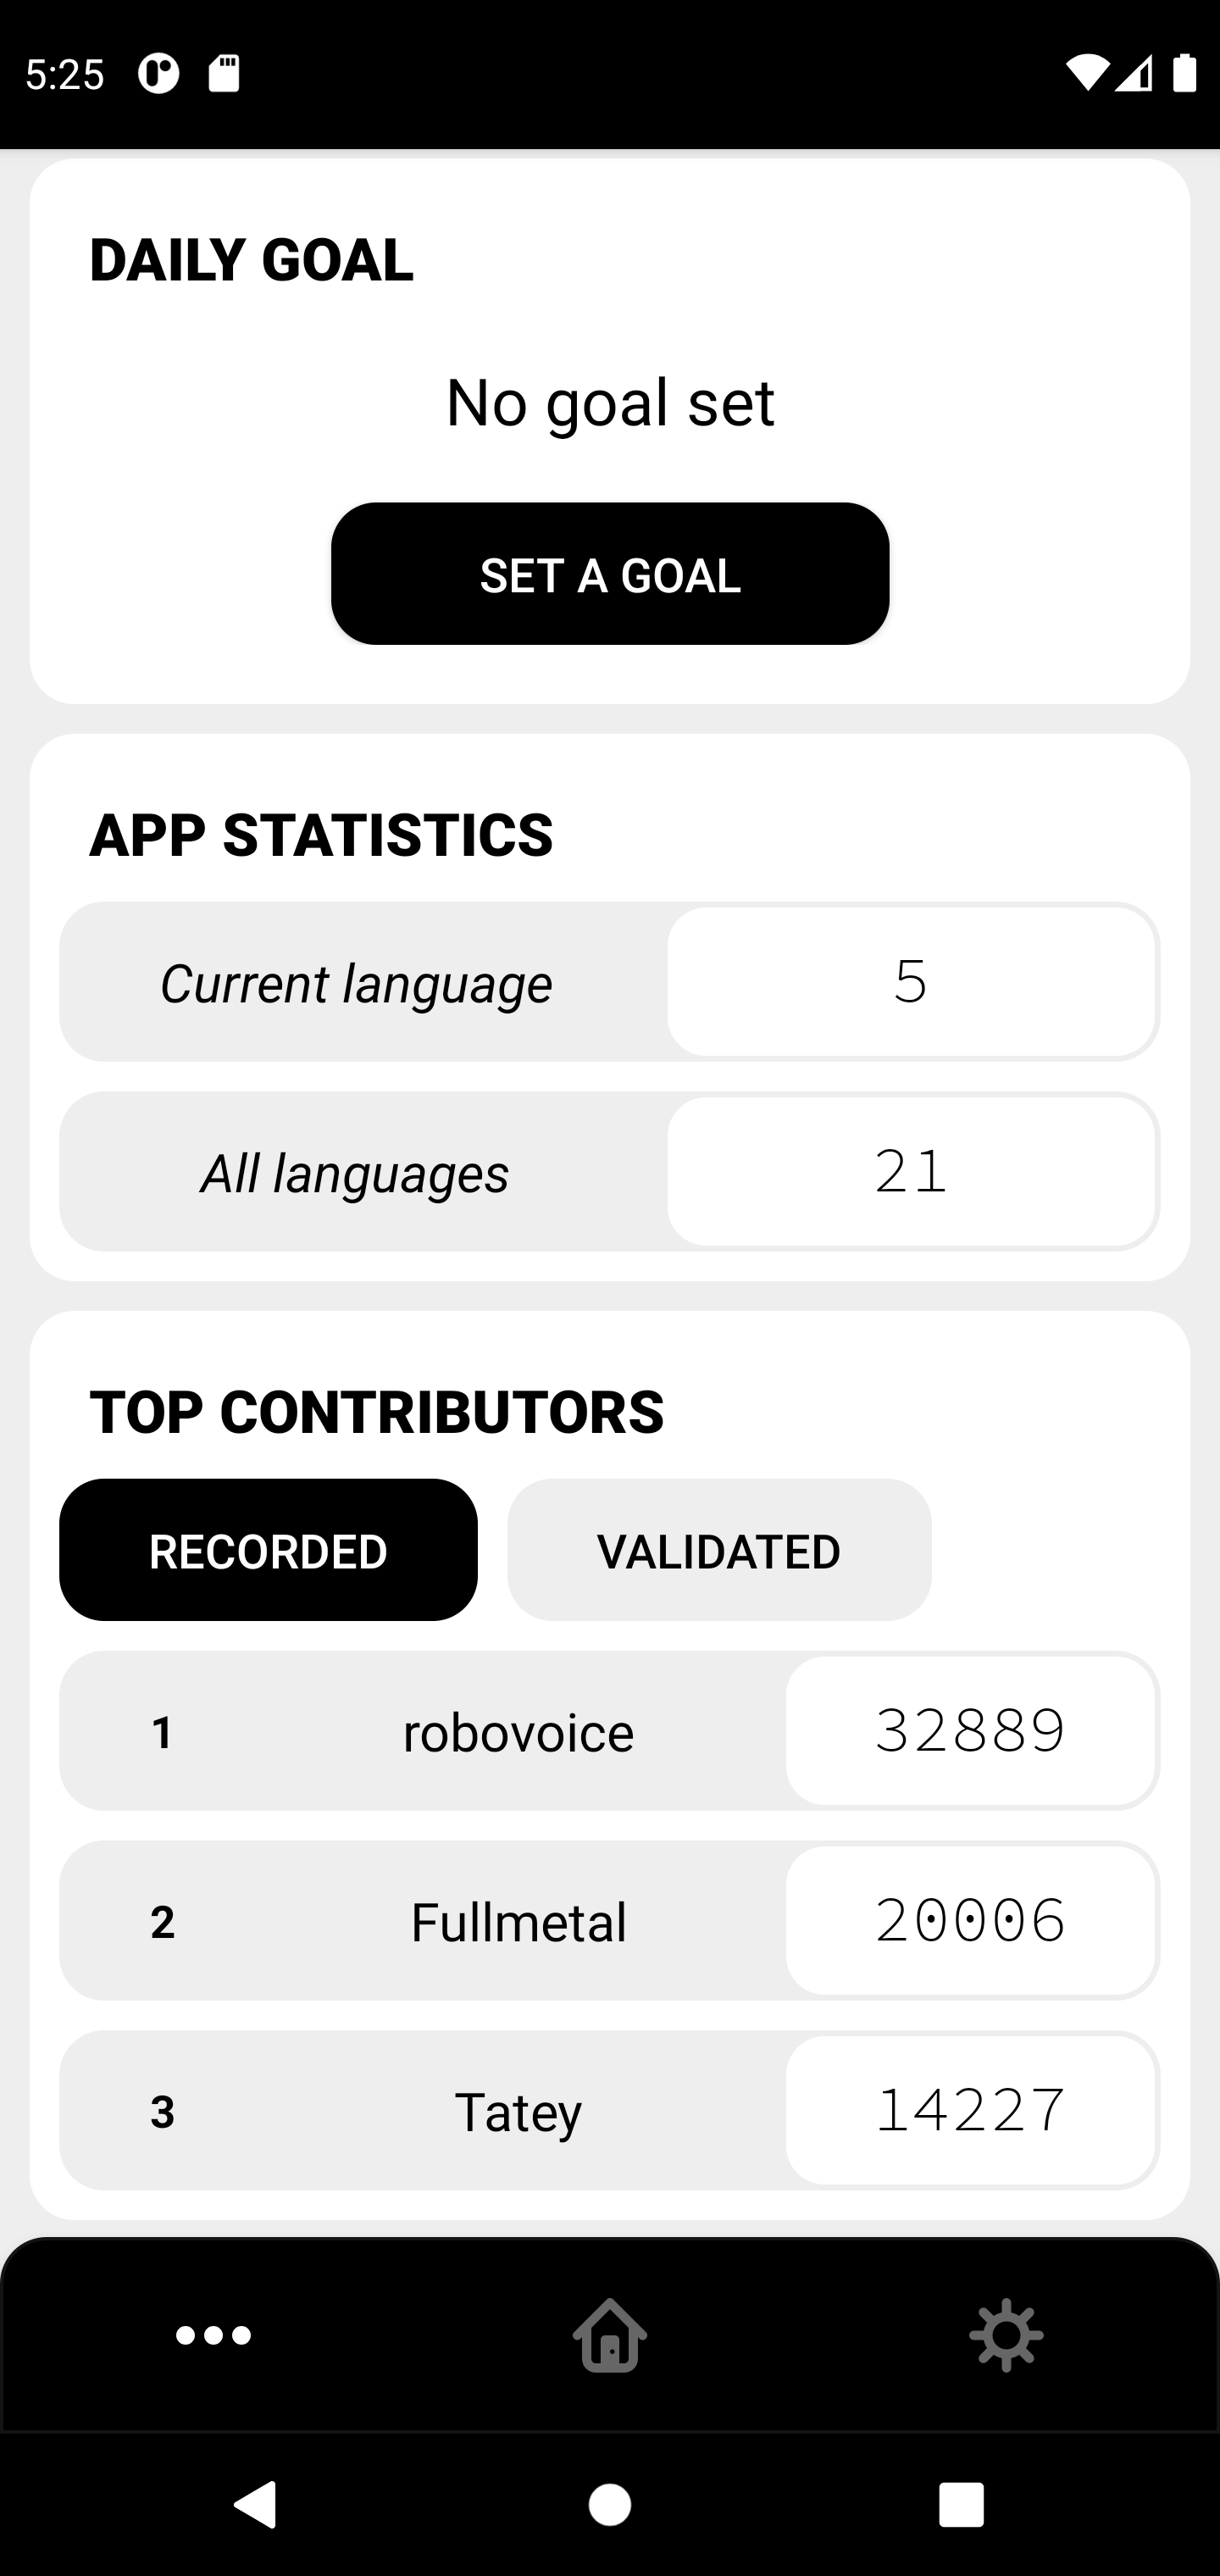 5:25
DAILY GOAL
No goal set
SET A GOAL
APP STATISTICS
Current language 5
All languages 21
TOP CONTRIBUTORS
RECORDED VALIDATED
1 robovoice 32889
2 Fullmetal 20006
3 Tatey 14227